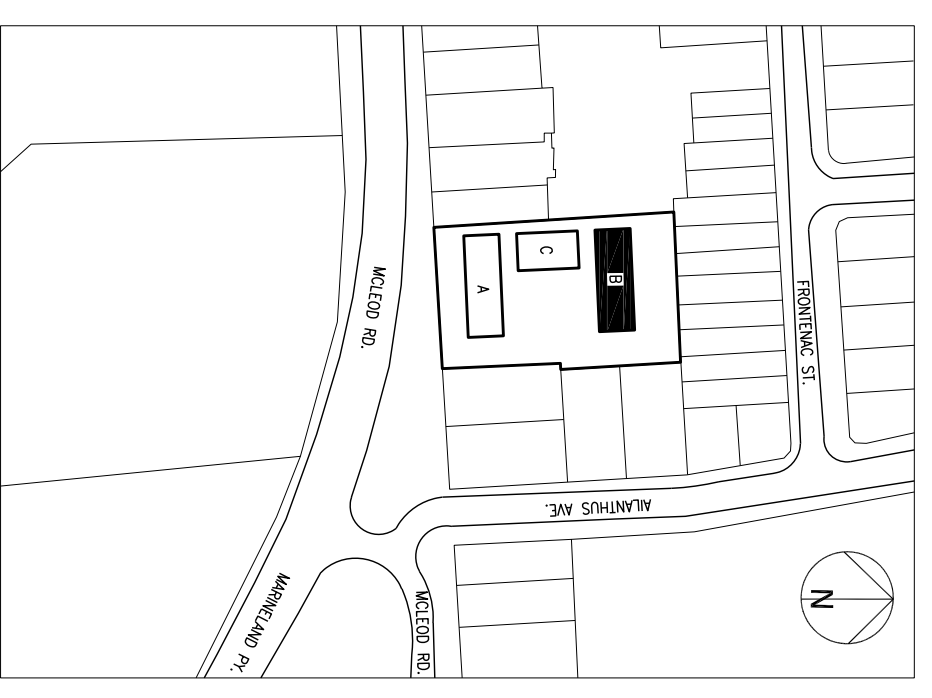 MCLEOD RD.
FRONTENAC ST.
C
B
A
AILANTHUS AVE.
MARINELAND PY.
MCLEOD RD.
N